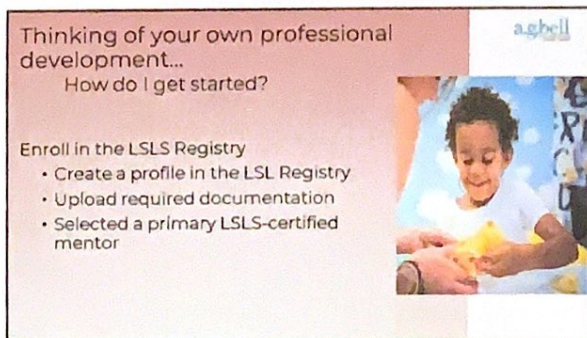 Thinking of your own professional
development...
How do I get started?
a.g.bell
Enroll in the LSLS Registry
• Create a profile in the LSL Registry
• Upload required documentation
• Selected a primary LSLS-certified
mentor